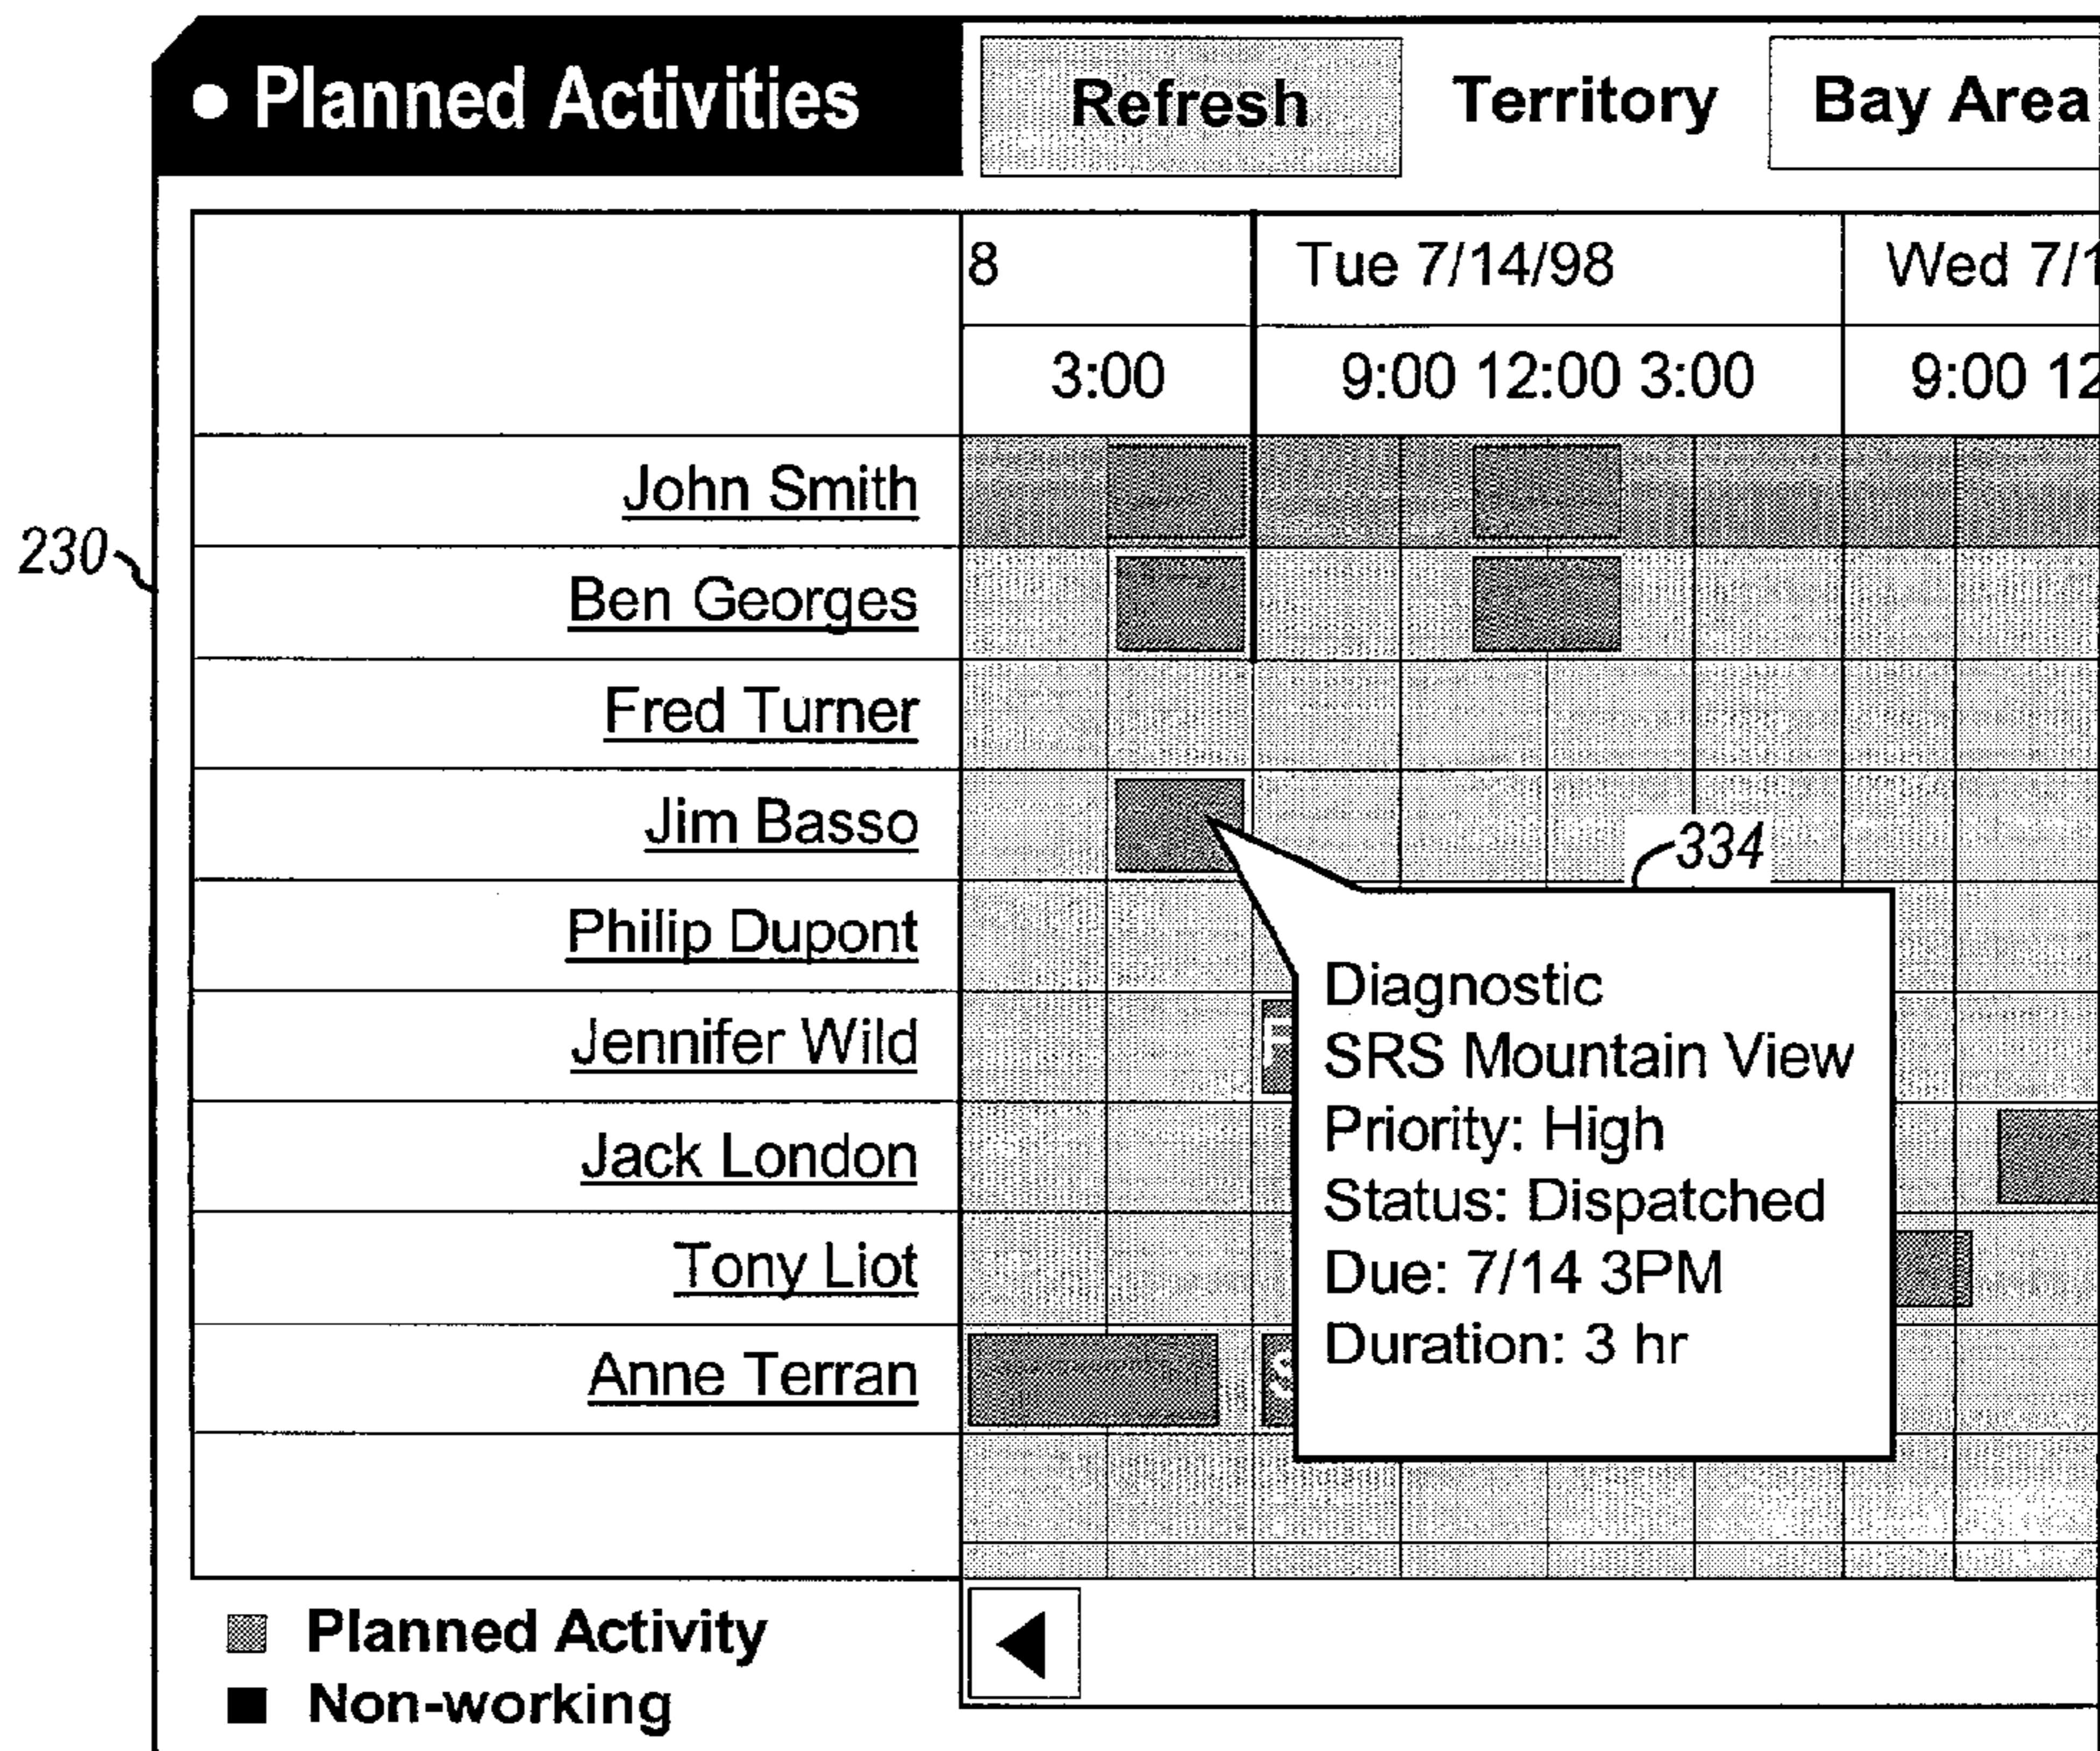 • Planned Activities Refresh Territory Bay Area
8 Tue 7/14/98 Wed 7/1
3:00 9:00 12:00 3:00 9:00 12
John Smith
230
Ben Georges
Fred Turner
Jim Basso
334
Philip Dupont
Diagnostic
Jennifer Wild
SRS Mountain View
Priority: High
Jack London
Status: Dispatched
Tony Liot
Due: 7/14 3PM
Duration: 3 hr
Anne Terran
S
Planned Activity
Non-working